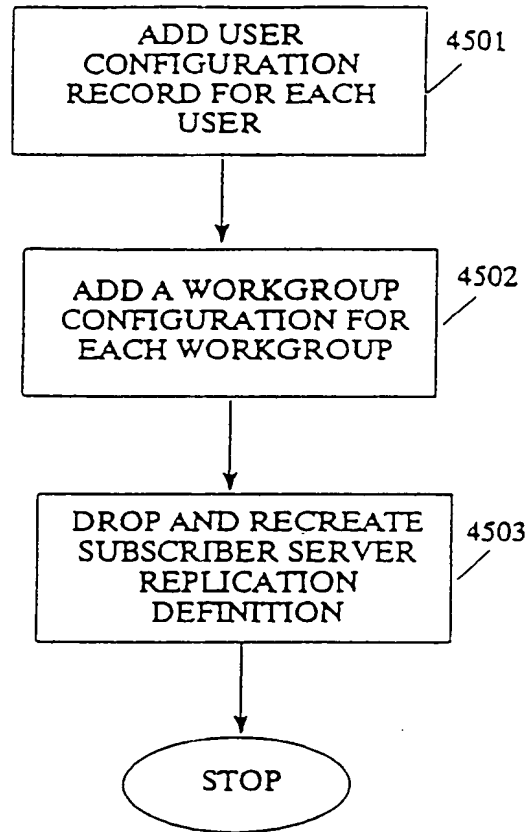 ADD USER
CONFIGURATION
RECORD FOR EACH
USER
4501
ADD A WORKGROUP
CONFIGURATION FOR
EACH WORKGROUP
4502
DROP AND RECREATE
SUBSCRIBER SERVER
REPLICATION
DEFINITION
4503
STOP